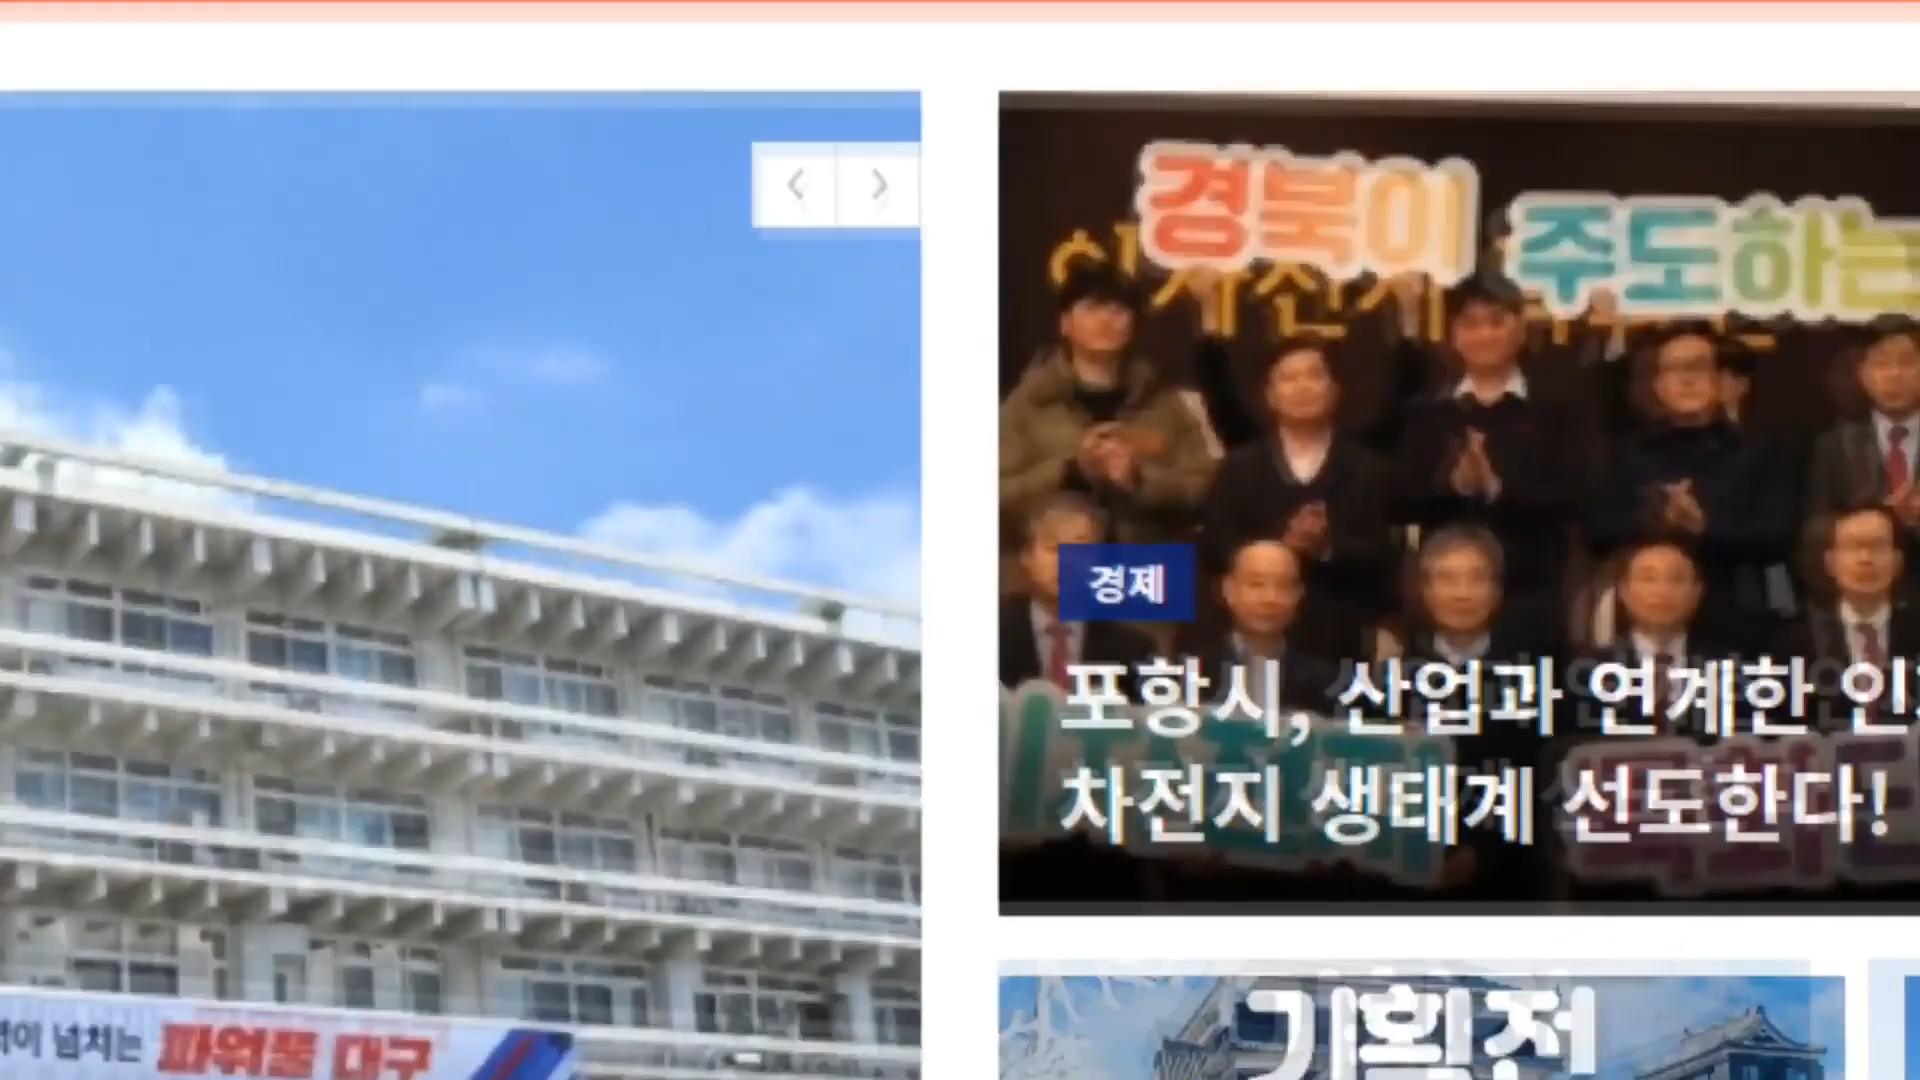 넘치는 파워풀 대구
경북이 주도하는
경제
포항시, 산업과 연계한
차전지 생태계 선도한다!
기획전